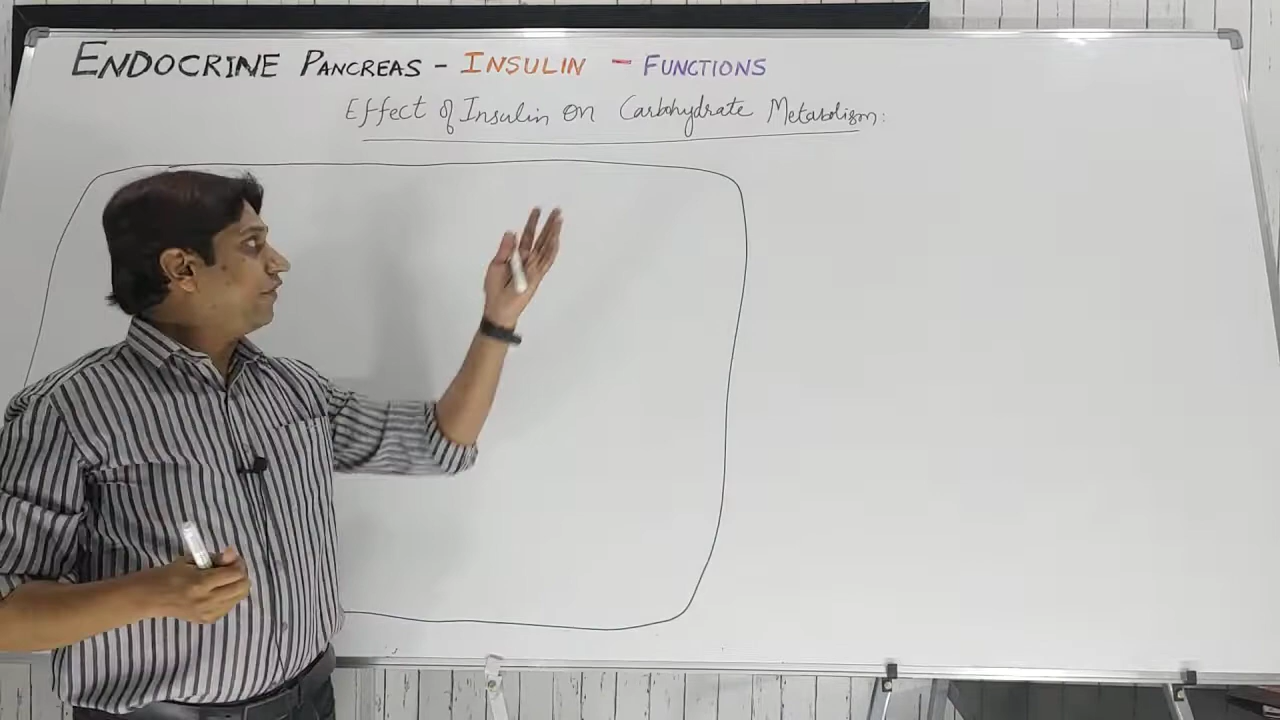 ENDOCRINE PANCREAS - INSULIN - FUNCTIONS
Effect of Insulin on Carbohydrate Metabolism: